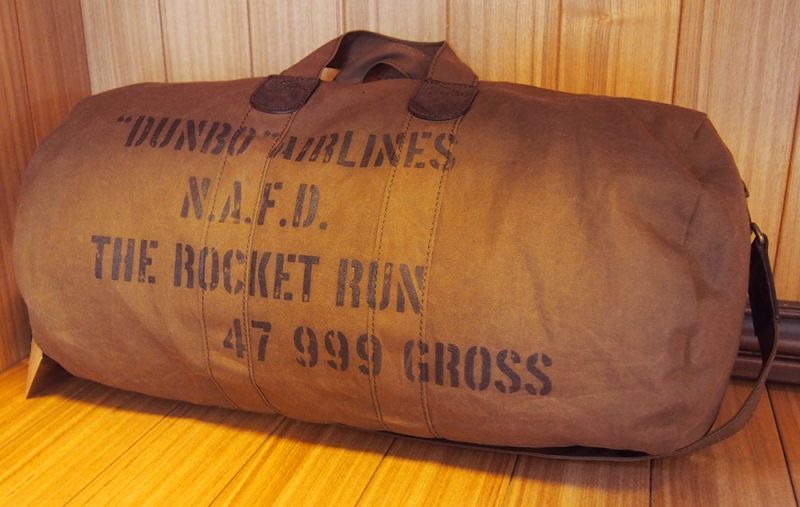 "DUNBO" AIRLINES
N.A.F.D.
THE ROCKET RUN
47 999 GROSS